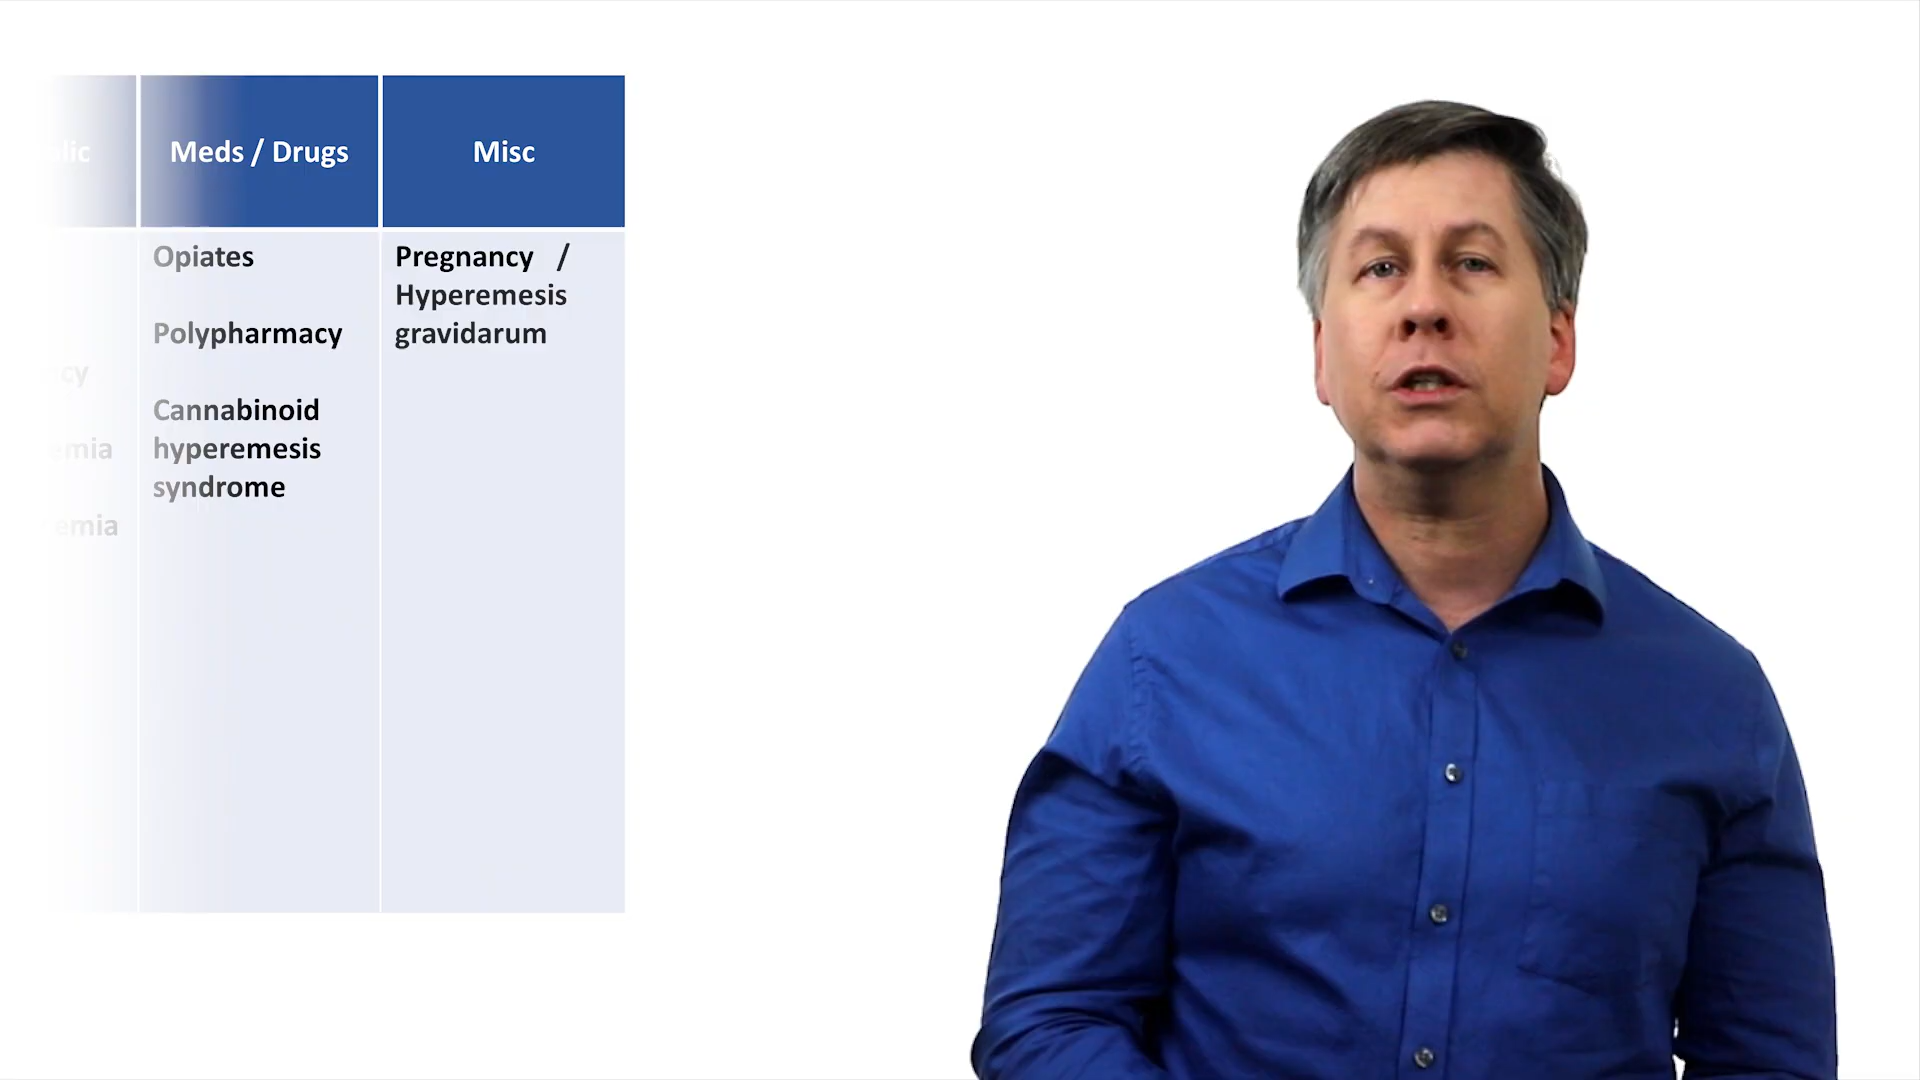 Meds / Drugs
Misc
Opiates
Polypharmacy
Cannabinoid
hyperemesis
syndrome
Pregnancy /
Hyperemesis
gravidarum